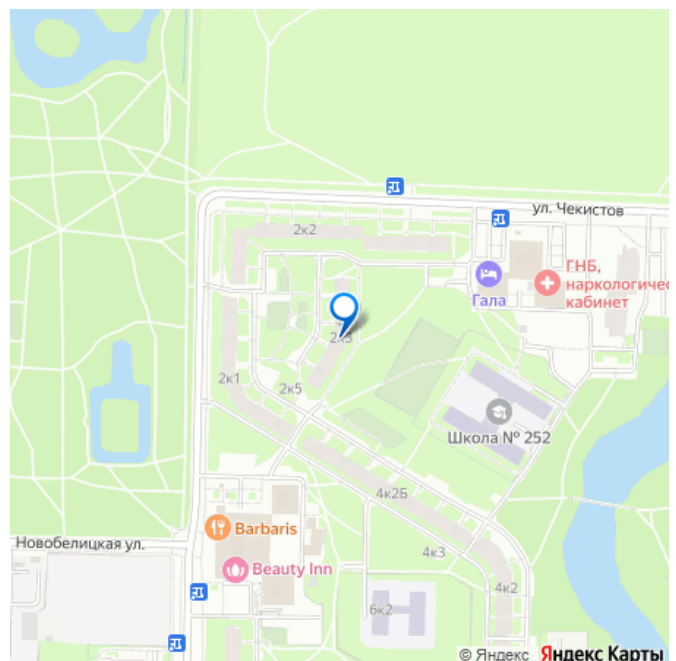 ул. Чекистов
2к2
ГНБ,
наркологичес
кабинет
Гала
2к3
2к1
2к5
Школа № 252
4к2Б
Barbaris
Новобелицкая ул.
4к3
Beauty Inn
4к2
6к2
© Яндекс Яндекс Карты